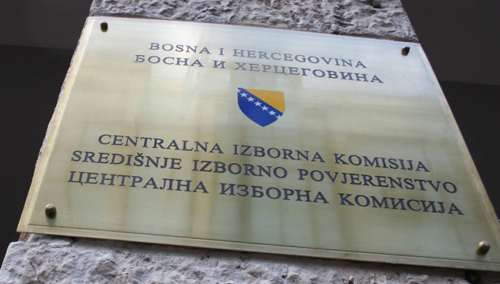 BOSNA I HERCEGOVINA
БОСНА И ХЕРЦЕГОВИНА
CENTRALNA IZBORNA KOMISIJA
SREDIŠNJE IZBORNO POVJERENSTVO
ЦЕНТРАЛНА ИЗБОРНА КОМИСИЈА